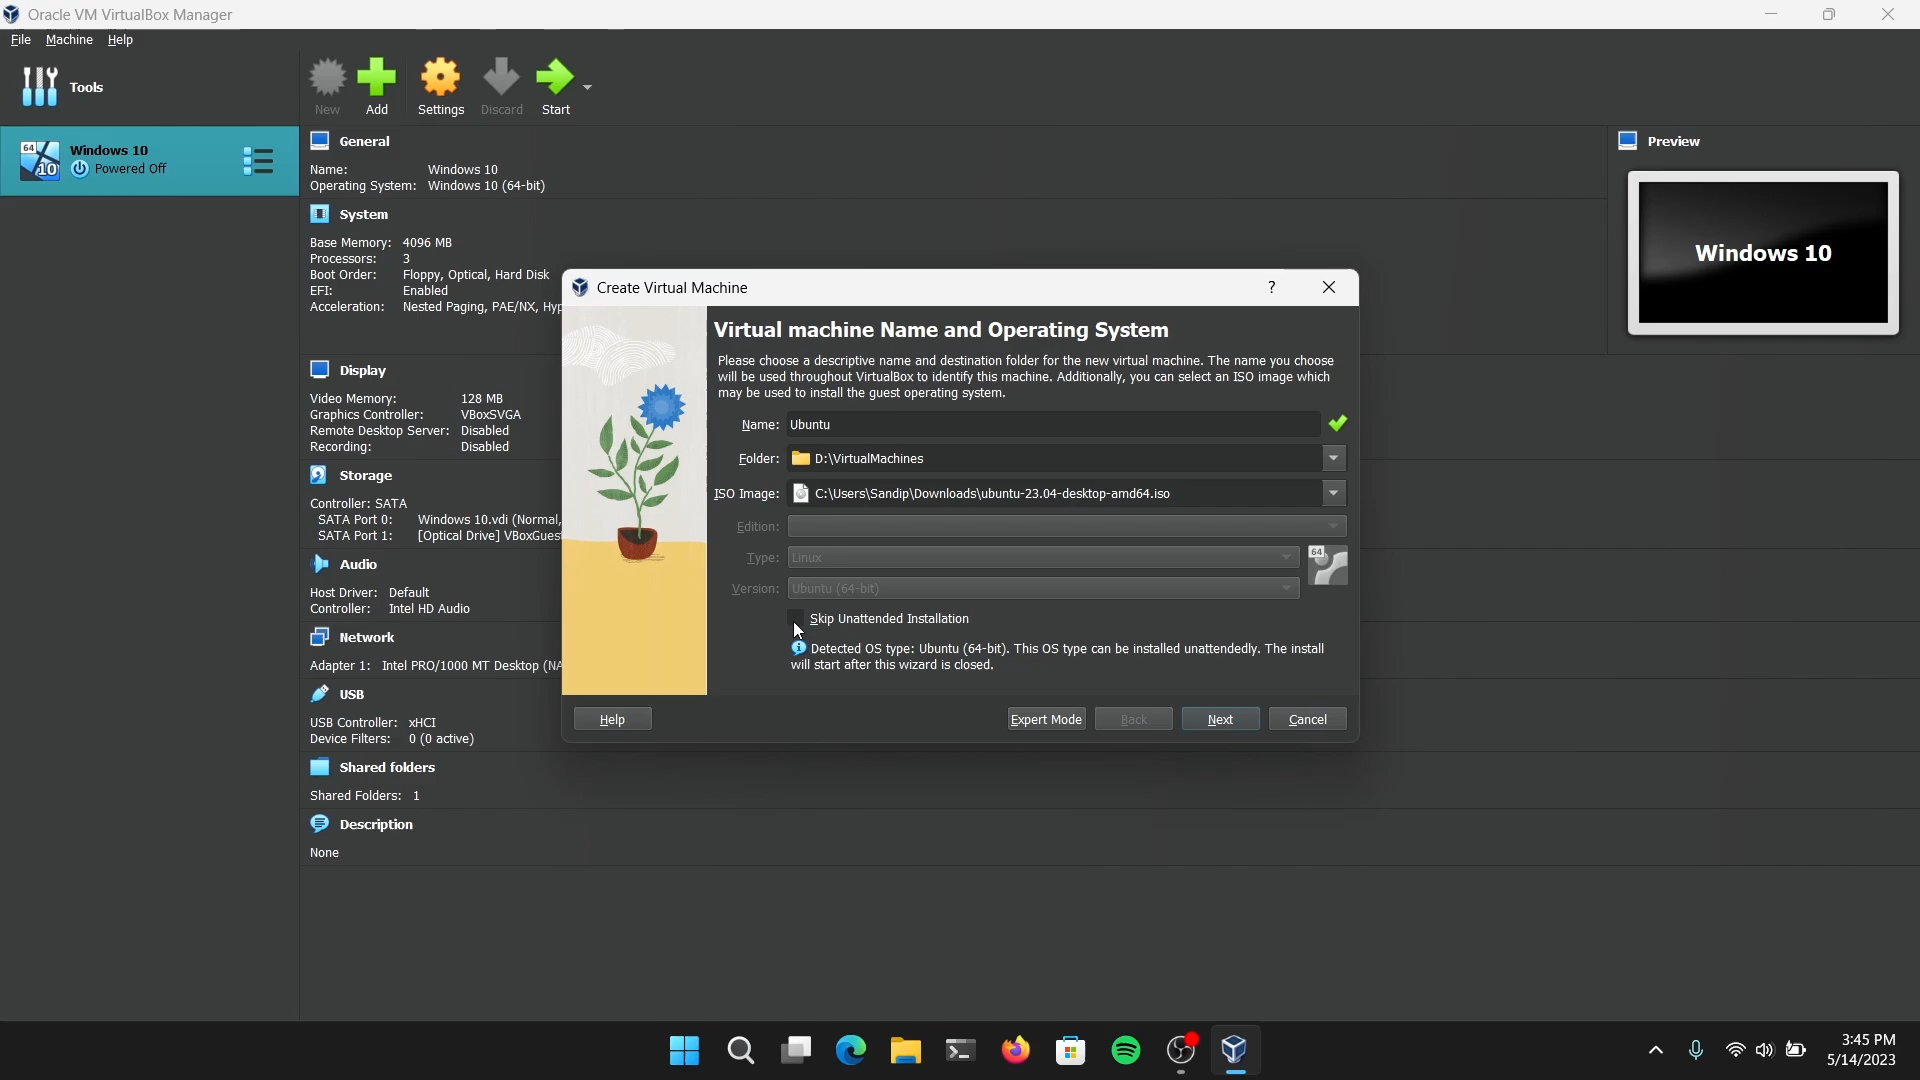 Oracle VM VirtualBox Manager
File Machine Help
Tools
New Add Settings Discard Start
64 10 Windows 10
Powered Off
General
Name: Windows 10
Operating System: Windows 10 (64-bit)
System
Base Memory: 4096 MB
Processors: 3
Boot Order: Floppy, Optical, Hard Disk
EFI: Enabled
Acceleration: Nested Paging, PAE/NX, Hyp
Display
Video Memory: 128 MB
Graphics Controller: VBoxSVGA
Remote Desktop Server: Disabled
Recording: Disabled
Storage
Controller: SATA
SATA Port 0: Windows 10.vdi (Normal,
SATA Port 1: [Optical Drive] VBoxGues
Audio
Host Driver: Default
Controller: Intel HD Audio
Network
Adapter 1: Intel PRO/1000 MT Desktop (NA
USB
USB Controller: xHCI
Device Filters: 0 (0 active)
Shared folders
Shared Folders: 1
Description
None
Preview
Windows 10
Create Virtual Machine ?
Virtual machine Name and Operating System
Please choose a descriptive name and destination folder for the new virtual machine. The name you choose
will be used throughout VirtualBox to identify this machine. Additionally, you can select an ISO image which
may be used to install the guest operating system.
Name: Ubuntu
Folder: D:\VirtualMachines
ISO Image: C:\Users\Sandip\Downloads\ubuntu-23.04-desktop-amd64.iso
Edition:
Type: Linux
64
Version: Ubuntu (64-bit)
Skip Unattended Installation
Detected OS type: Ubuntu (64-bit). This OS type can be installed unattendedly. The install
will start after this wizard is closed.
Help Expert Mode Back Next Cancel
3:45 PM
5/14/2023